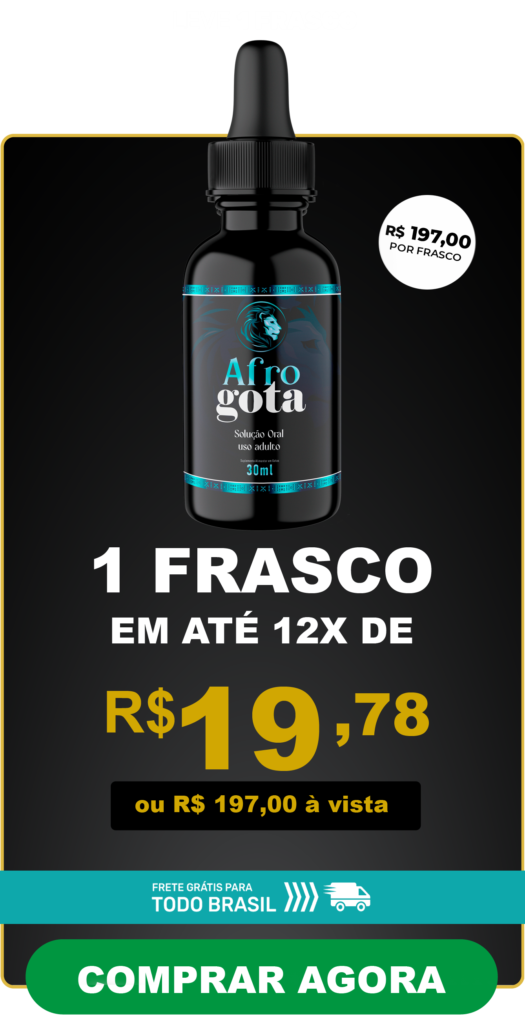 R$ 197,00
POR FRASCO
Afro
gota
Solução Oral
uso adulto
30ml
1 FRASCO
EM ATÉ 12X DE
R$19,78
ou R$ 197,00 à vista
FRETE GRÁTIS PARA
TODO BRASIL
COMPRAR AGORA